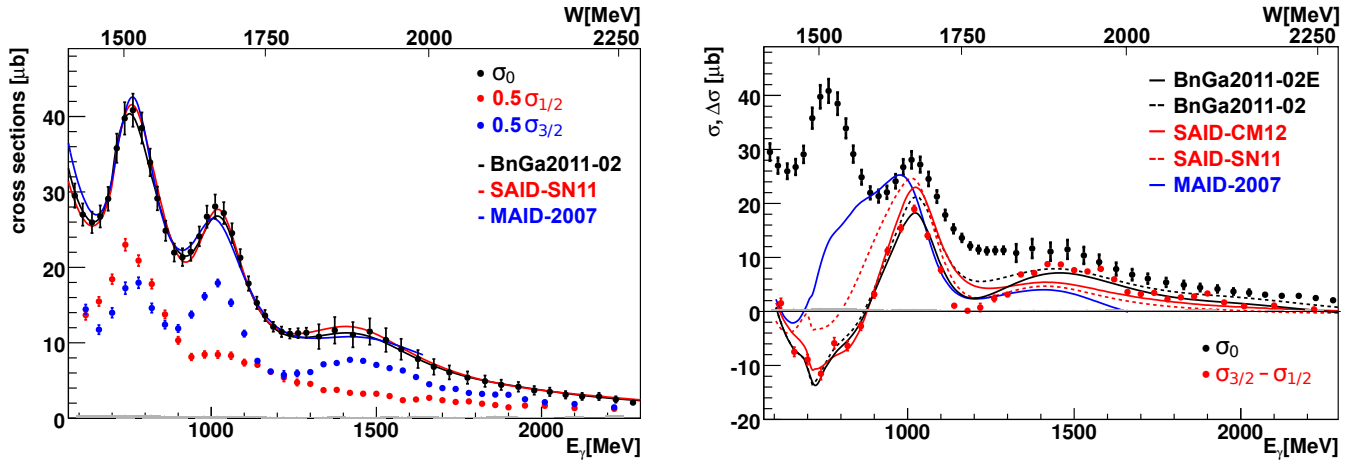 W[MeV]
1500 1750 2000 2250
cross sections [μb]
40
30
20
10
0
σ0
0.5 σ1/2
0.5 σ3/2
- BnGa2011-02
- SAID-SN11
- MAID-2007
1000 1500 2000
Eγ[MeV]
W[MeV]
1500 1750 2000 2250
σ, Δσ [μb]
40
30
20
10
0
-10
-20
BnGa2011-02E
BnGa2011-02
SAID-CM12
SAID-SN11
MAID-2007
σ0
σ3/2 − σ1/2
1000 1500 2000
Eγ[MeV]